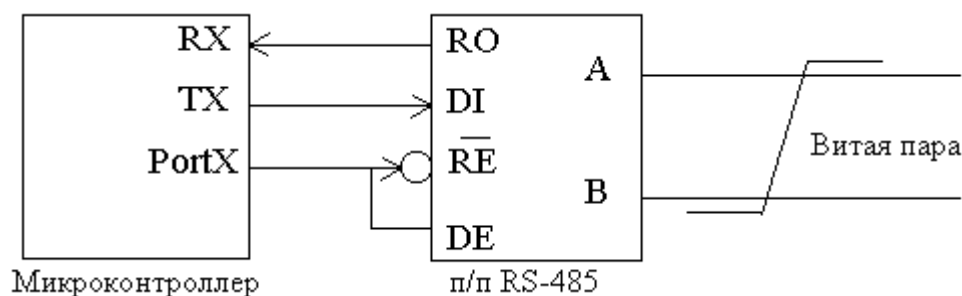 RX
TX
PortX
RO
DI
RE
DE
A
B
Витая пара
Микроконтроллер
п/п RS-485